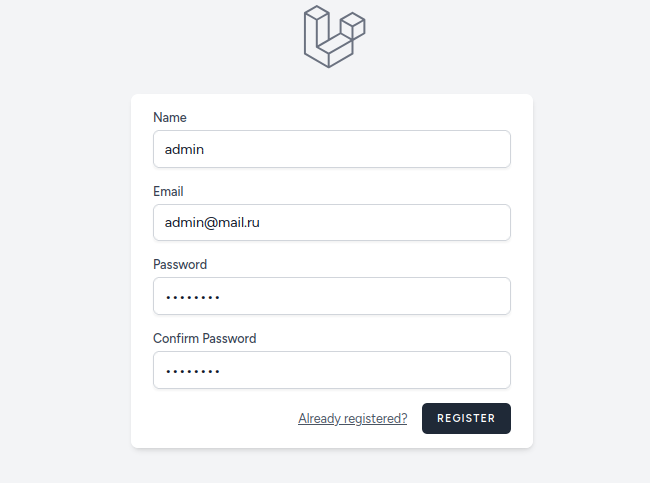 Name
admin
Email
admin@mail.ru
Password
••••••••
Confirm Password
••••••••
Already registered? REGISTER